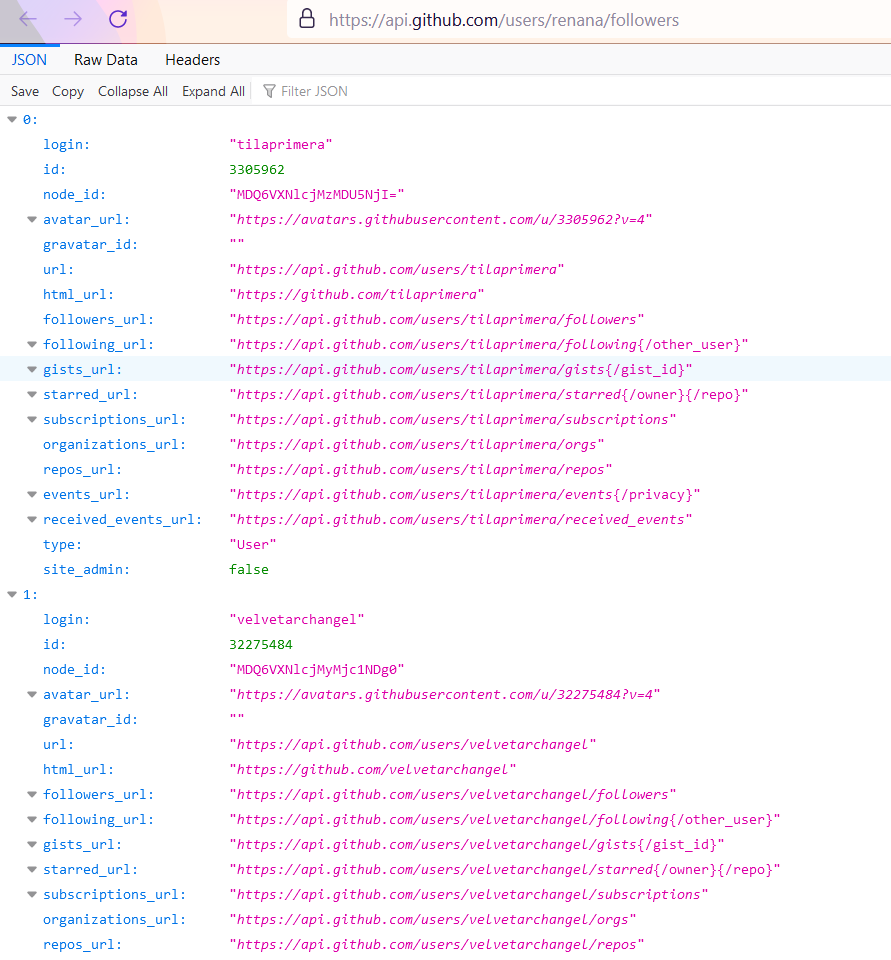 https://api.github.com/users/renana/followers
JSON Raw Data Headers
Save Copy Collapse All Expand All Filter JSON
0:
login: "tilaprimera"
id: 3305962
node_id: "MDQ6VXNlcjMzMDU5NjI="
avatar_url: "https://avatars.githubusercontent.com/u/3305962?v=4"
gravatar_id: ""
url: "https://api.github.com/users/tilaprimera"
html_url: "https://github.com/tilaprimera"
followers_url: "https://api.github.com/users/tilaprimera/followers"
following_url: "https://api.github.com/users/tilaprimera/following{/other_user}"
gists_url: "https://api.github.com/users/tilaprimera/gists{/gist_id}"
starred_url: "https://api.github.com/users/tilaprimera/starred{/owner}{/repo}"
subscriptions_url: "https://api.github.com/users/tilaprimera/subscriptions"
organizations_url: "https://api.github.com/users/tilaprimera/orgs"
repos_url: "https://api.github.com/users/tilaprimera/repos"
events_url: "https://api.github.com/users/tilaprimera/events{/privacy}"
received_events_url: "https://api.github.com/users/tilaprimera/received_events"
type: "User"
site_admin: false
1:
login: "velvetarchangel"
id: 32275484
node_id: "MDQ6VXNlcjMyMjc1NDg0"
avatar_url: "https://avatars.githubusercontent.com/u/32275484?v=4"
gravatar_id: ""
url: "https://api.github.com/users/velvetarchangel"
html_url: "https://github.com/velvetarchangel"
followers_url: "https://api.github.com/users/velvetarchangel/followers"
following_url: "https://api.github.com/users/velvetarchangel/following{/other_user}"
gists_url: "https://api.github.com/users/velvetarchangel/gists{/gist_id}"
starred_url: "https://api.github.com/users/velvetarchangel/starred{/owner}{/repo}"
subscriptions_url: "https://api.github.com/users/velvetarchangel/subscriptions"
organizations_url: "https://api.github.com/users/velvetarchangel/orgs"
repos_url: "https://api.github.com/users/velvetarchangel/repos"